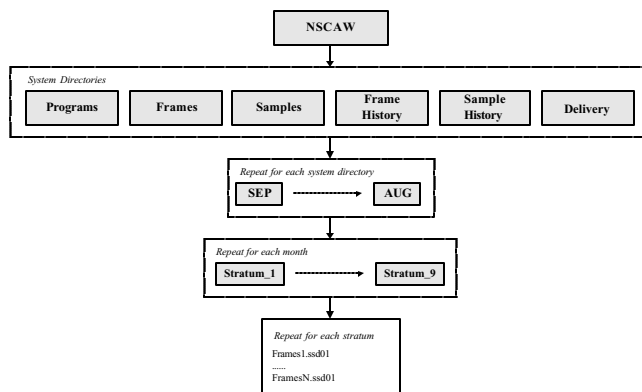 NSCAW
System Directories
Programs
Frames
Samples
Frame
History
Sample
History
Delivery
Repeat for each system directory
SEP
AUG
Repeat for each month
Stratum_1
Stratum_9
Repeat for each stratum
Frames1.ssd01
......
FramesN.ssd01